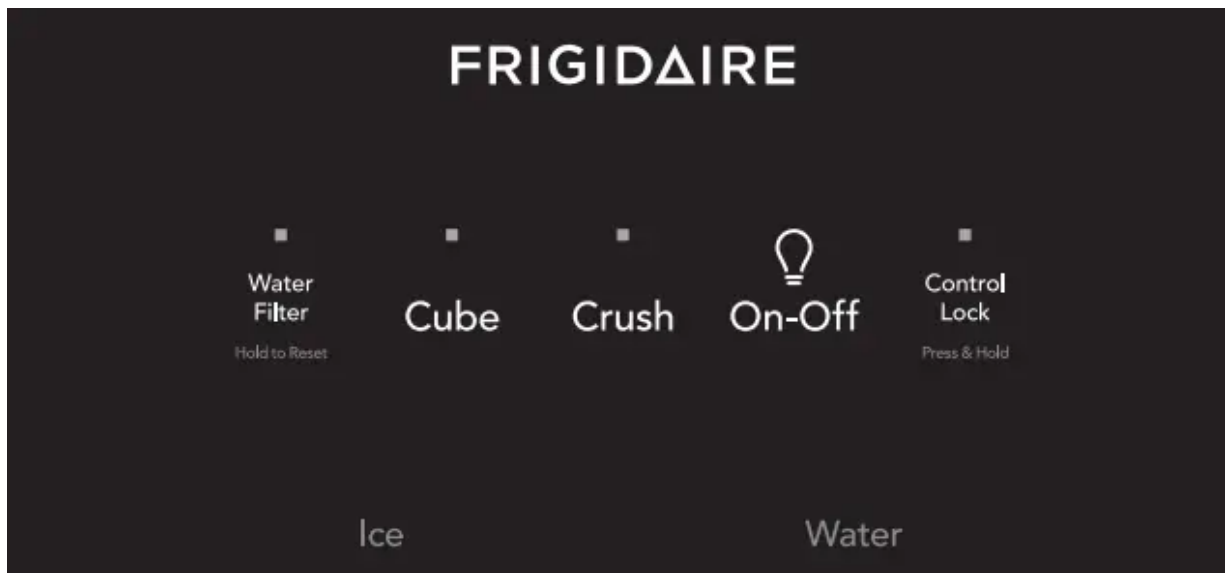 FRIGIDAIRE
Water
Filter
Hold to Reset
Cube
Crush
On-Off
Control
Lock
Press & Hold
Ice
Water